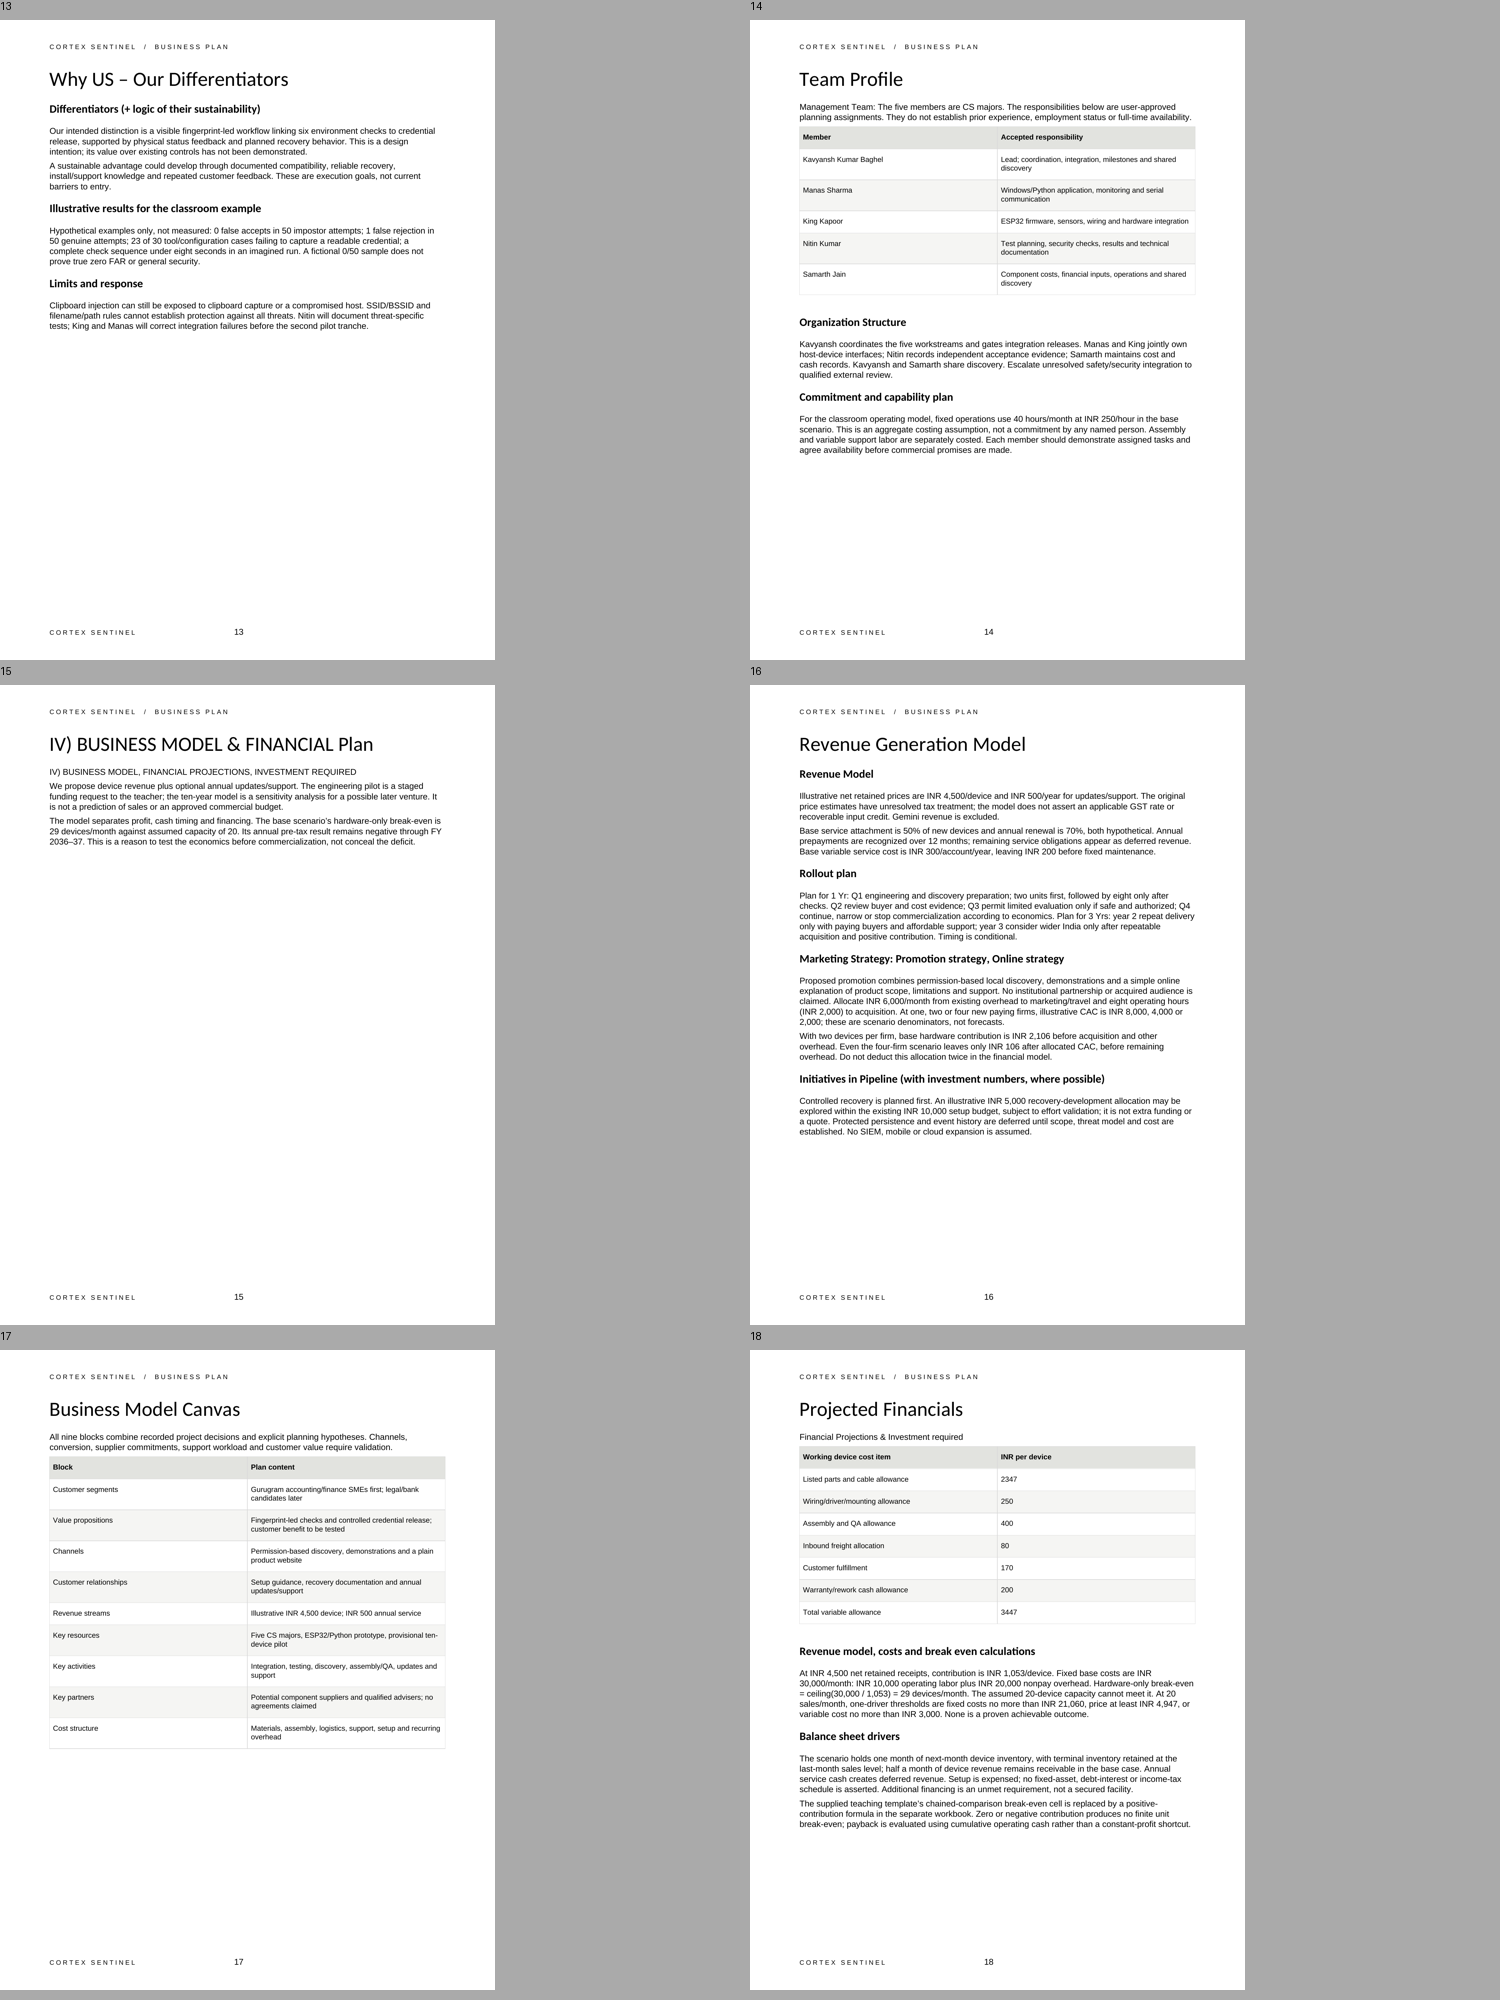 13
CORTEX SENTINEL / BUSINESS PLAN
Why US – Our Differentiators
Differentiators (+ logic of their sustainability)
Our intended distinction is a visible fingerprint-led workflow linking six environment checks to credential
release, supported by physical status feedback and planned recovery behavior. This is a design
intention; its value over existing controls has not been demonstrated.
A sustainable advantage could develop through documented compatibility, reliable recovery,
install/support knowledge and repeated customer feedback. These are execution goals, not current
barriers to entry.
Illustrative results for the classroom example
Hypothetical examples only, not measured: 0 false accepts in 50 impostor attempts; 1 false rejection in
50 genuine attempts; 23 of 30 tool/configuration cases failing to capture a readable credential; a
complete check sequence under eight seconds in an imagined run. A fictional 0/50 sample does not
prove true zero FAR or general security.
Limits and response
Clipboard injection can still be exposed to clipboard capture or a compromised host. SSID/BSSID and
filename/path rules cannot establish protection against all threats. Nitin will document threat-specific
tests; King and Manas will correct integration failures before the second pilot tranche.
CORTEX SENTINEL 13
14
CORTEX SENTINEL / BUSINESS PLAN
Team Profile
Management Team: The five members are CS majors. The responsibilities below are user-approved
planning assignments. They do not establish prior experience, employment status or full-time availability.
Member Accepted responsibility
Kavyansh Kumar Baghel Lead; coordination, integration, milestones and shared
discovery
Manas Sharma Windows/Python application, monitoring and serial
communication
King Kapoor ESP32 firmware, sensors, wiring and hardware integration
Nitin Kumar Test planning, security checks, results and technical
documentation
Samarth Jain Component costs, financial inputs, operations and shared
discovery
Organization Structure
Kavyansh coordinates the five workstreams and gates integration releases. Manas and King jointly own
host-device interfaces; Nitin records independent acceptance evidence; Samarth maintains cost and
cash records. Kavyansh and Samarth share discovery. Escalate unresolved safety/security integration to
qualified external review.
Commitment and capability plan
For the classroom operating model, fixed operations use 40 hours/month at INR 250/hour in the base
scenario. This is an aggregate costing assumption, not a commitment by any named person. Assembly
and variable support labor are separately costed. Each member should demonstrate assigned tasks and
agree availability before commercial promises are made.
CORTEX SENTINEL 14
15
CORTEX SENTINEL / BUSINESS PLAN
IV) BUSINESS MODEL & FINANCIAL Plan
IV) BUSINESS MODEL, FINANCIAL PROJECTIONS, INVESTMENT REQUIRED
We propose device revenue plus optional annual updates/support. The engineering pilot is a staged
funding request to the teacher; the ten-year model is a sensitivity analysis for a possible later venture. It
is not a prediction of sales or an approved commercial budget.
The model separates profit, cash timing and financing. The base scenario's hardware-only break-even is
29 devices/month against assumed capacity of 20. Its annual pre-tax result remains negative through FY
2036–37. This is a reason to test the economics before commercialization, not conceal the deficit.
CORTEX SENTINEL 15
16
CORTEX SENTINEL / BUSINESS PLAN
Revenue Generation Model
Revenue Model
Illustrative net retained prices are INR 4,500/device and INR 500/year for updates/support. The original
price estimates have unresolved tax treatment; the model does not assert an applicable GST rate or
recoverable input credit. Gemini revenue is excluded.
Base service attachment is 50% of new devices and annual renewal is 70%, both hypothetical. Annual
prepayments are recognized over 12 months; remaining service obligations appear as deferred revenue.
Base variable service cost is INR 300/account/year, leaving INR 200 before fixed maintenance.
Rollout plan
Plan for 1 Yr: Q1 engineering and discovery preparation; two units first, followed by eight only after
checks. Q2 review buyer and cost evidence; Q3 permit limited evaluation only if safe and authorized; Q4
continue, narrow or stop commercialization according to economics. Plan for 3 Yrs: year 2 repeat delivery
only with paying buyers and affordable support; year 3 consider wider India only after repeatable
acquisition and positive contribution. Timing is conditional.
Marketing Strategy: Promotion strategy, Online strategy
Proposed promotion combines permission-based local discovery, demonstrations and a simple online
explanation of product scope, limitations and support. No institutional partnership or acquired audience is
claimed. Allocate INR 6,000/month from existing overhead to marketing/travel and eight operating hours
(INR 2,000) to acquisition. At one, two or four new paying firms, illustrative CAC is INR 8,000, 4,000 or
2,000; these are scenario denominators, not forecasts.
With two devices per firm, base hardware contribution is INR 2,106 before acquisition and other
overhead. Even the four-firm scenario leaves only INR 106 after allocated CAC, before remaining
overhead. Do not deduct this allocation twice in the financial model.
Initiatives in Pipeline (with investment numbers, where possible)
Controlled recovery is planned first. An illustrative INR 5,000 recovery-development allocation may be
explored within the existing INR 10,000 setup budget, subject to effort validation; it is not extra funding or
a quote. Protected persistence and event history are deferred until scope, threat model and cost are
established. No SIEM, mobile or cloud expansion is assumed.
CORTEX SENTINEL 16
17
CORTEX SENTINEL / BUSINESS PLAN
Business Model Canvas
All nine blocks combine recorded project decisions and explicit planning hypotheses. Channels,
conversion, supplier commitments, support workload and customer value require validation.
Block Plan content
Customer segments Gurugram accounting/finance SMEs first; legal/bank
candidates later
Value propositions Fingerprint-led checks and controlled credential release;
customer benefit to be tested
Channels Permission-based discovery, demonstrations and a plain
product website
Customer relationships Setup guidance, recovery documentation and annual
updates/support
Revenue streams Illustrative INR 4,500 device; INR 500 annual service
Key resources Five CS majors, ESP32/Python prototype, provisional ten-
device pilot
Key activities Integration, testing, discovery, assembly/QA, updates and
support
Key partners Potential component suppliers and qualified advisers; no
agreements claimed
Cost structure Materials, assembly, logistics, support, setup and recurring
overhead
CORTEX SENTINEL 17
18
CORTEX SENTINEL / BUSINESS PLAN
Projected Financials
Financial Projections & Investment required
Working device cost item INR per device
Listed parts and cable allowance 2347
Wiring/driver/mounting allowance 250
Assembly and QA allowance 400
Inbound freight allocation 80
Customer fulfillment 170
Warranty/rework cash allowance 200
Total variable allowance 3447
Revenue model, costs and break even calculations
At INR 4,500 net retained receipts, contribution is INR 1,053/device. Fixed base costs are INR
30,000/month: INR 10,000 operating labor plus INR 20,000 nonpay overhead. Hardware-only break-even
= ceiling(30,000 / 1,053) = 29 devices/month. The assumed 20-device capacity cannot meet it. At 20
sales/month, one-driver thresholds are fixed costs no more than INR 21,060, price at least INR 4,947, or
variable cost no more than INR 3,000. None is a proven achievable outcome.
Balance sheet drivers
The scenario holds one month of next-month device inventory, with terminal inventory retained at the
last-month sales level; half a month of device revenue remains receivable in the base case. Annual
service cash creates deferred revenue. Setup is expensed; no fixed-asset, debt-interest or income-tax
schedule is asserted. Additional financing is an unmet requirement, not a secured facility.
The supplied teaching template's chained-comparison break-even cell is replaced by a positive-
contribution formula in the separate workbook. Zero or negative contribution produces no finite unit
break-even; payback is evaluated using cumulative operating cash rather than a constant-profit shortcut.
CORTEX SENTINEL 18